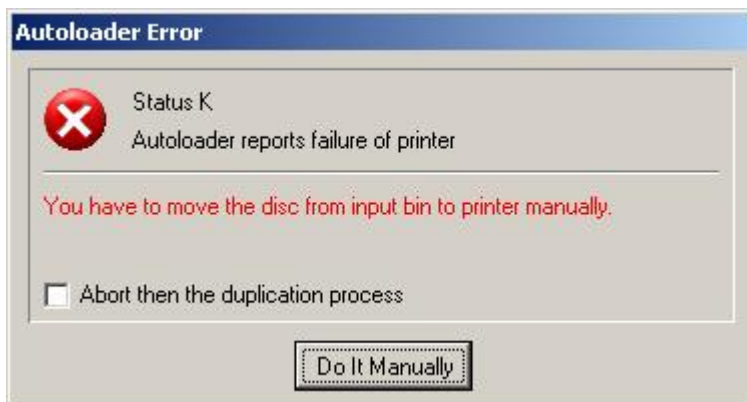 Autoloader Error
Status K
Autoloader reports failure of printer
You have to move the disc from input bin to printer manually.
Abort then the duplication process
Do It Manually